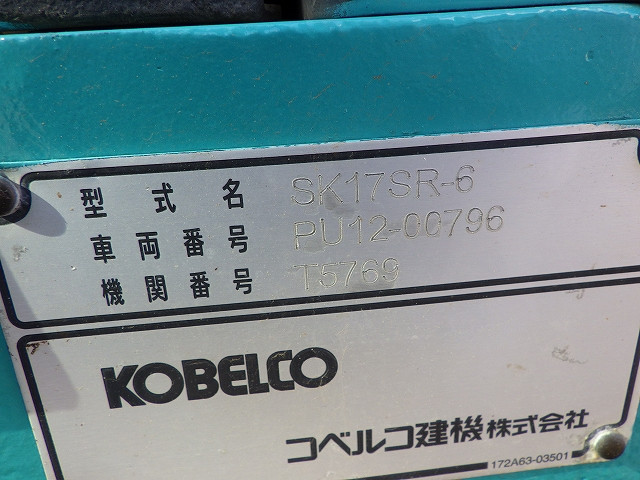 型式名 SK17SR-6
車両番号 PU12-00796
機関番号 T5769
KOBELCO
コベルコ建機株式会社
172A63-03501